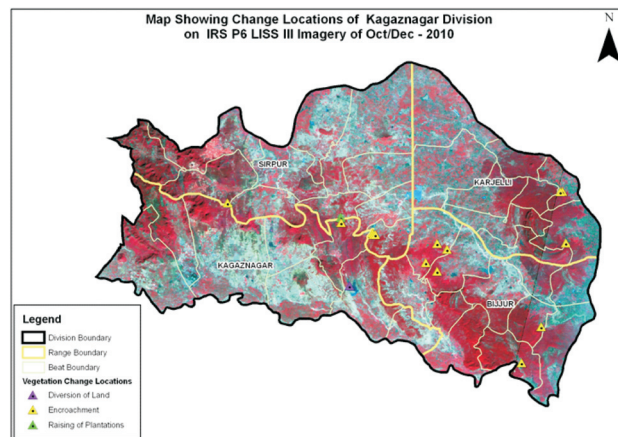 Map Showing Change Locations of Kagaznagar Division
on IRS P6 LISS III Imagery of Oct/Dec - 2010
N
SIRPUR
KARJELLI
KAGAZNAGAR
BIJJUR
Legend
Division Boundary
Range Boundary
Beat Boundary
Vegetation Change Locations
Diversion of Land
Encroachment
Raising of Plantations